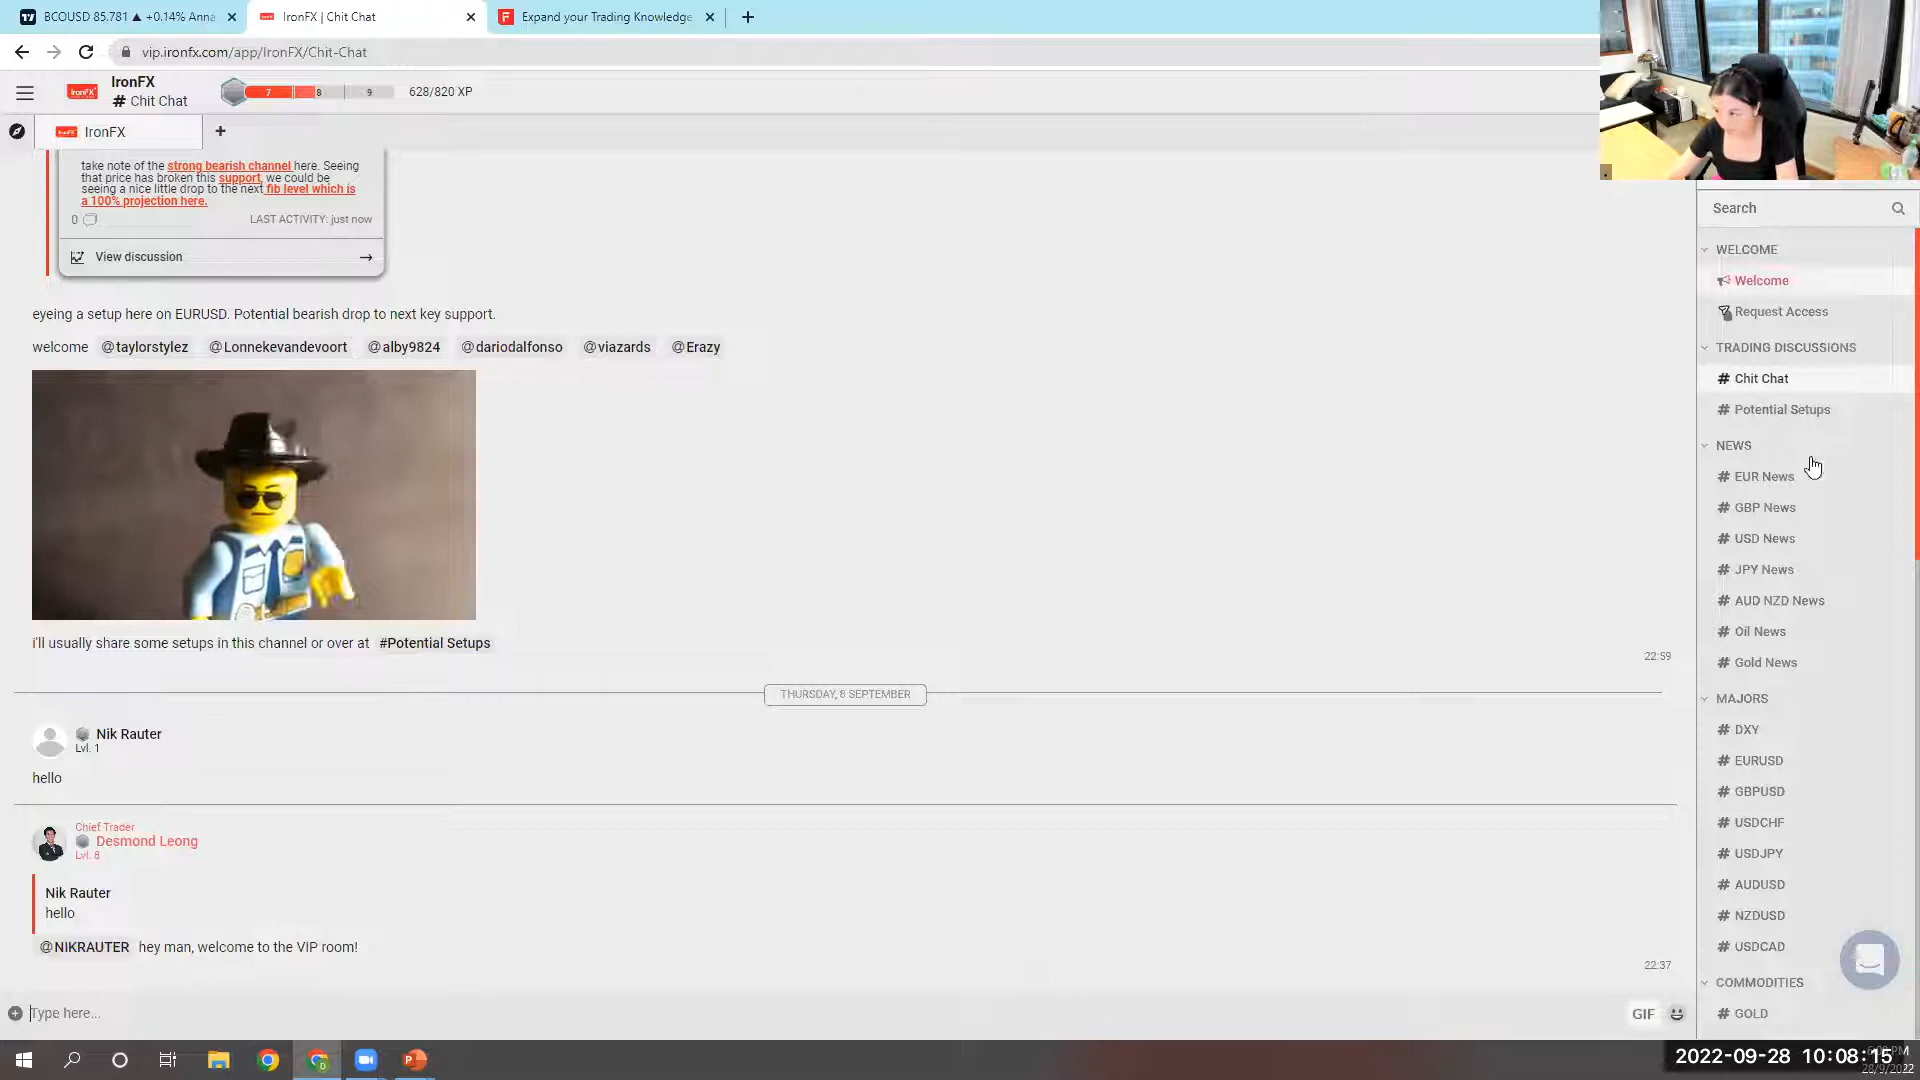 BCOUSD 85.781 ▲ +0.14% Anna
IronFX | Chit Chat
Expand your Trading Knowledge
vip.ironfx.com/app/IronFX/Chit-Chat
IronFX
IronFX
# Chit Chat
7
8
9
628/820 XP
IronFX
IronFX
take note of the strong bearish channel here. Seeing
that price has broken this support, we could be
seeing a nice little drop to the next fib level which is
a 100% projection here.
0
LAST ACTIVITY: just now
View discussion
eyeing a setup here on EURUSD. Potential bearish drop to next key support.
welcome @taylorstylez @Lonnekevandevoort @alby9824 @dariodalfonso @viazards @Erazy
i'll usually share some setups in this channel or over at #Potential Setups
22:59
THURSDAY, 8 SEPTEMBER
Nik Rauter
Lvl. 1
hello
Chief Trader
Desmond Leong
Lvl. 8
Nik Rauter
hello
@NIKRAUTER hey man, welcome to the VIP room!
22:37
Type here...
GIF
Search
WELCOME
Welcome
Request Access
TRADING DISCUSSIONS
# Chit Chat
# Potential Setups
NEWS
# EUR News
# GBP News
# USD News
# JPY News
# AUD NZD News
# Oil News
# Gold News
MAJORS
# DXY
# EURUSD
# GBPUSD
# USDCHF
# USDJPY
# AUDUSD
# NZDUSD
# USDCAD
COMMODITIES
# GOLD
2022-09-28 10:08:15
28/9/2022